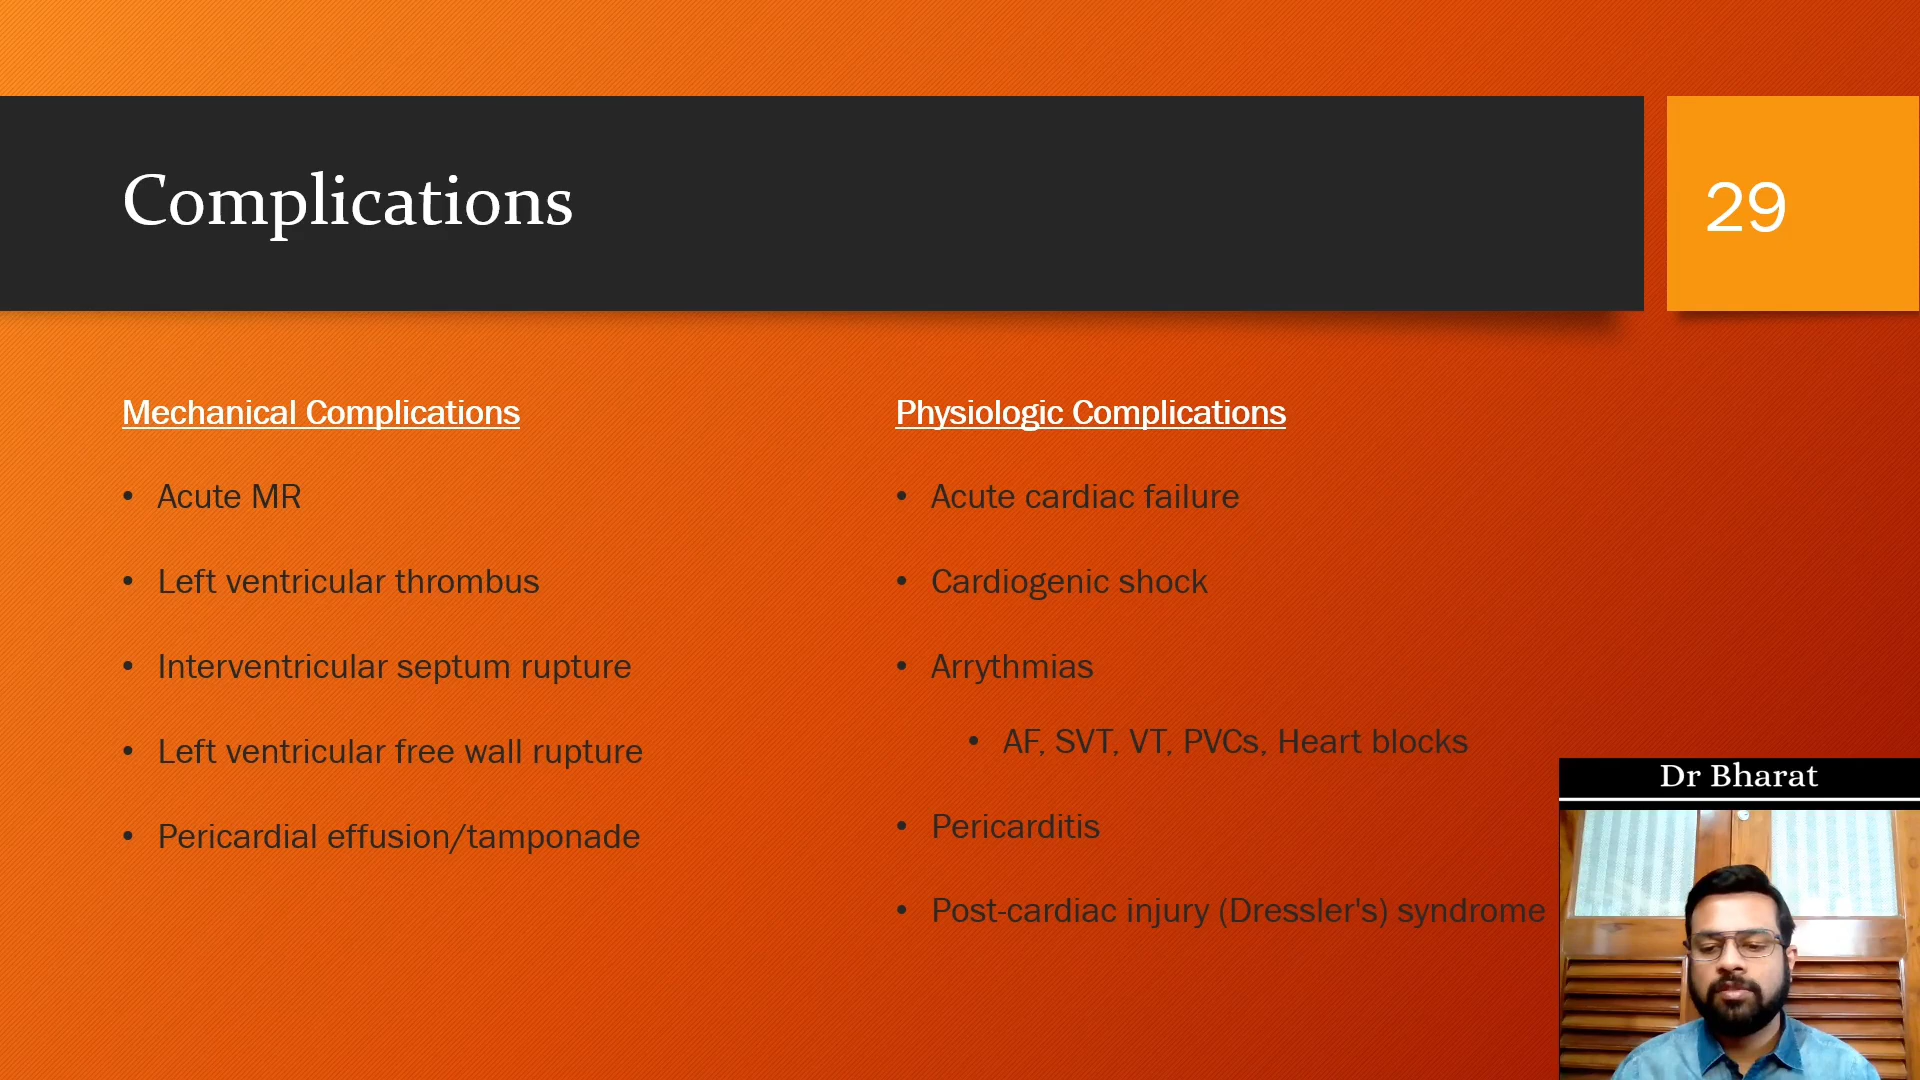 Complications
29
Mechanical Complications
• Acute MR
• Left ventricular thrombus
• Interventricular septum rupture
• Left ventricular free wall rupture
• Pericardial effusion/tamponade
Physiologic Complications
• Acute cardiac failure
• Cardiogenic shock
• Arrythmias
• AF, SVT, VT, PVCs, Heart blocks
• Pericarditis
• Post-cardiac injury (Dressler's) syndrome
Dr Bharat